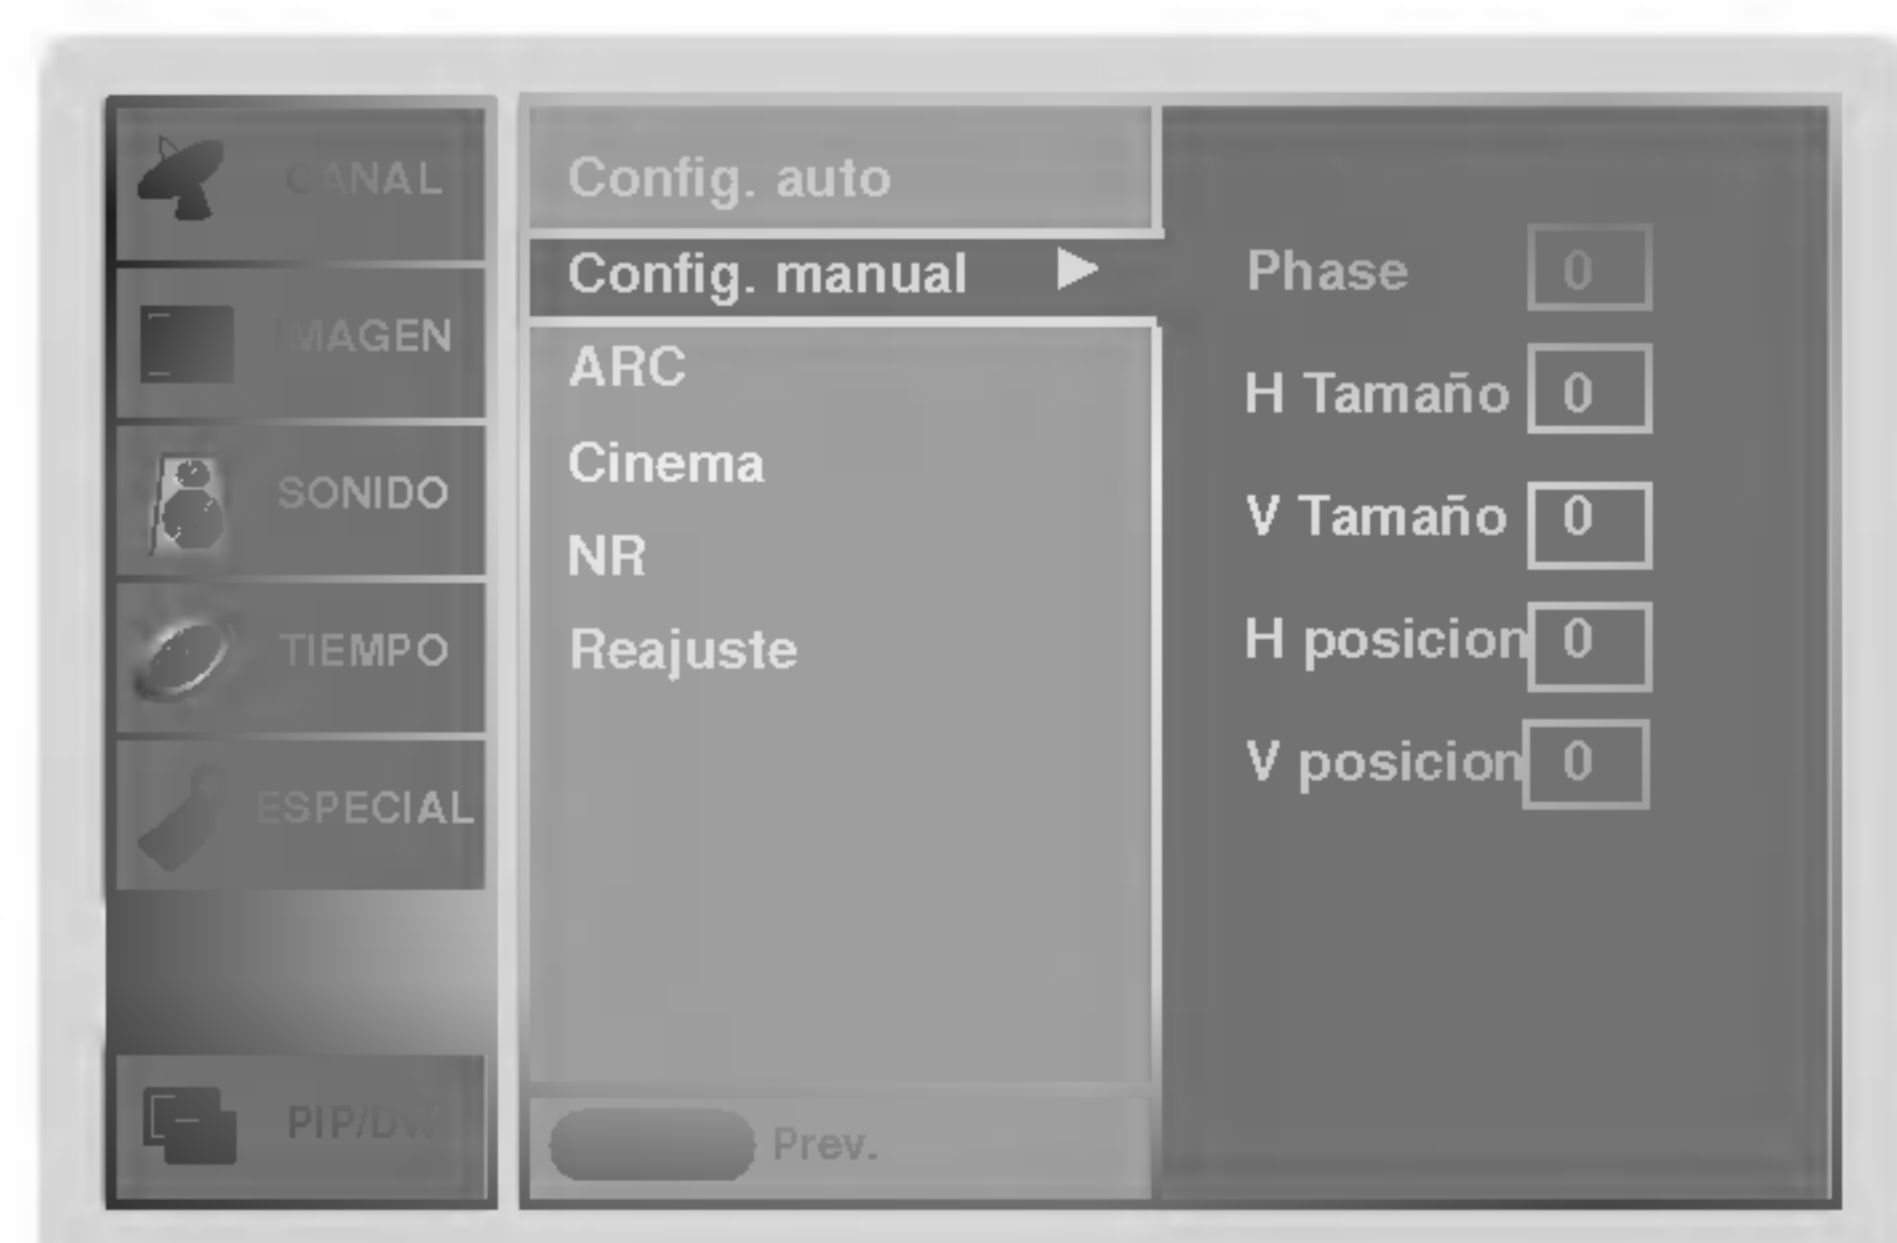 CANAL
IMAGEN
SONIDO
TIEMPO
ESPECIAL
PIP/DW
Config. auto
Config. manual
ARC
Cinema
NR
Reajuste
Prev.
Phase 0
H Tamaño 0
V Tamaño 0
H posicion 0
V posicion 0